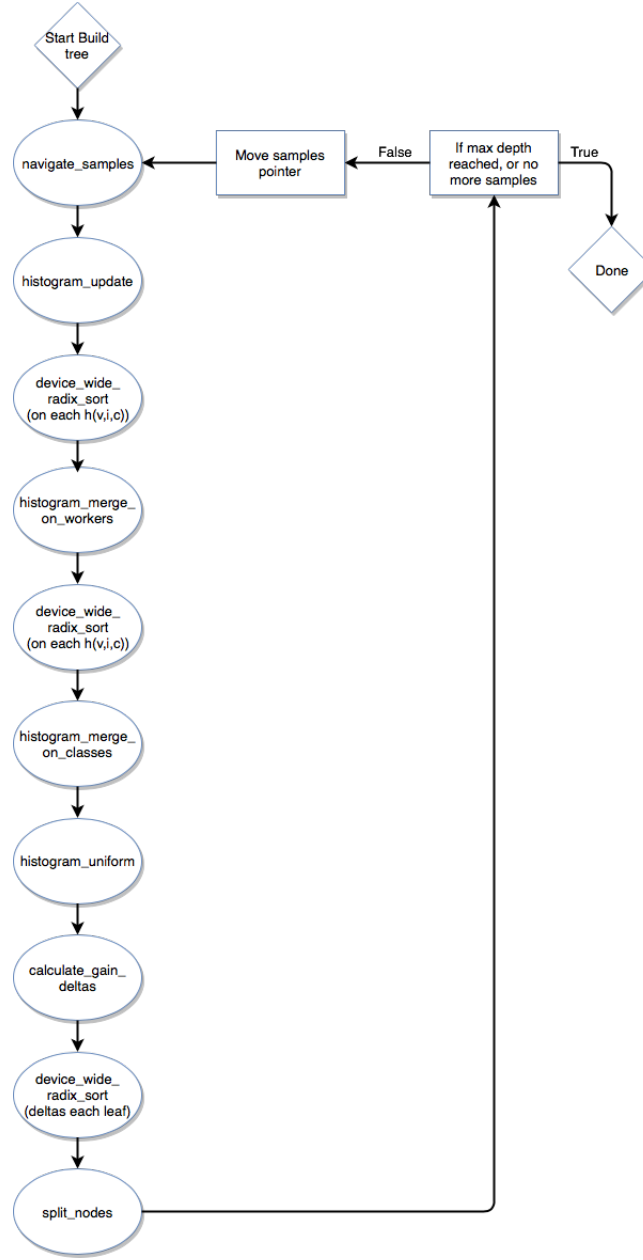 Start Build
tree
navigate_samples
Move samples
pointer
False
If max depth
reached, or no
more samples
True
Done
histogram_update
device_wide_
radix_sort
(on each h(v,i,c))
histogram_merge_
on_workers
device_wide_
radix_sort
(on each h(v,i,c))
histogram_merge_
on_classes
histogram_uniform
calculate_gain_
deltas
device_wide_
radix_sort
(deltas each leaf)
split_nodes